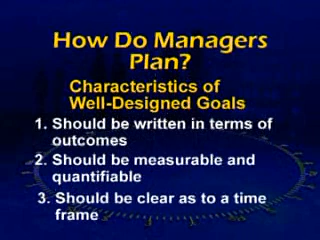 How Do Managers
Plan?
Characteristics of
Well-Designed Goals
1. Should be written in terms of
outcomes
2. Should be measurable and
quantifiable
3. Should be clear as to a time
frame